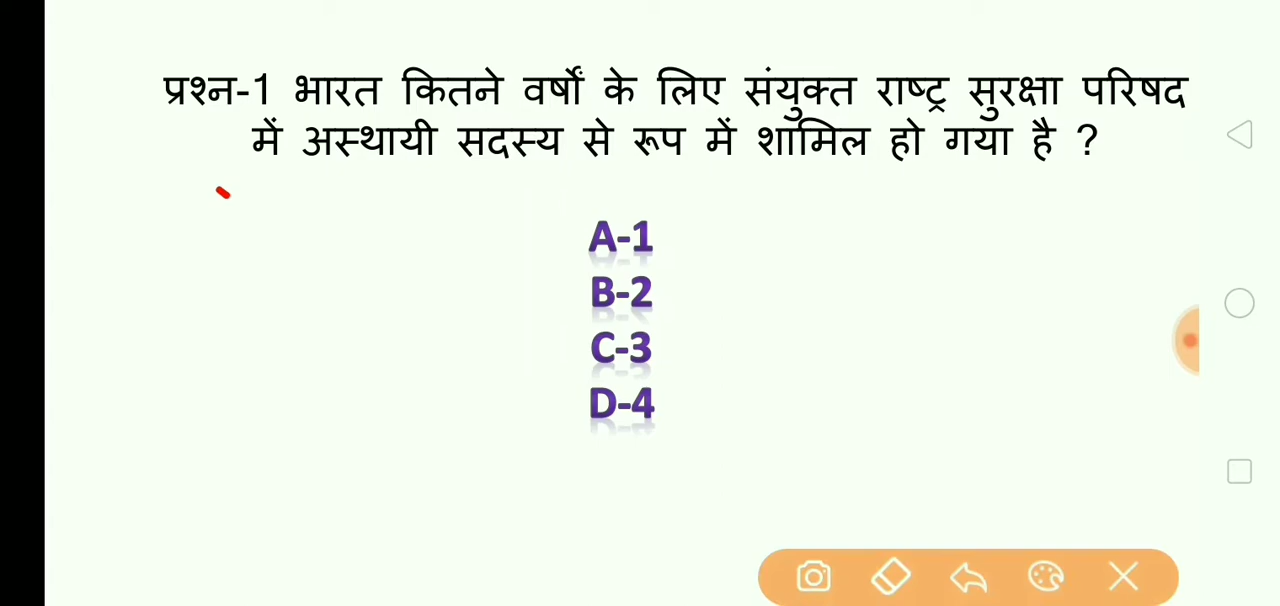 प्रश्न-1 भारत कितने वर्षों के लिए संयुक्त राष्ट्र सुरक्षा परिषद
में अस्थायी सदस्य से रूप में शामिल हो गया है ?
A-1
B-2
C-3
D-4